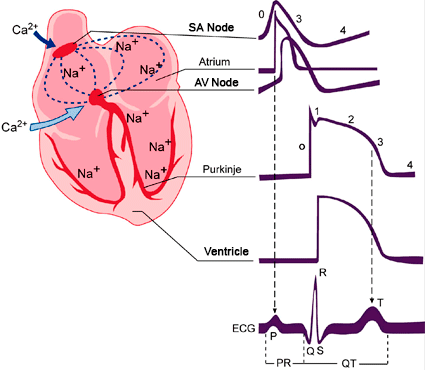 Ca2+
SA Node
0
3
4
Na+
Na+
Na+
Atrium
AV Node
Ca2+
Na+
Na+
Na+
Na+
1
2
o
3
4
Purkinje
Ventricle
R
T
ECG
P
Q
S
PR
QT